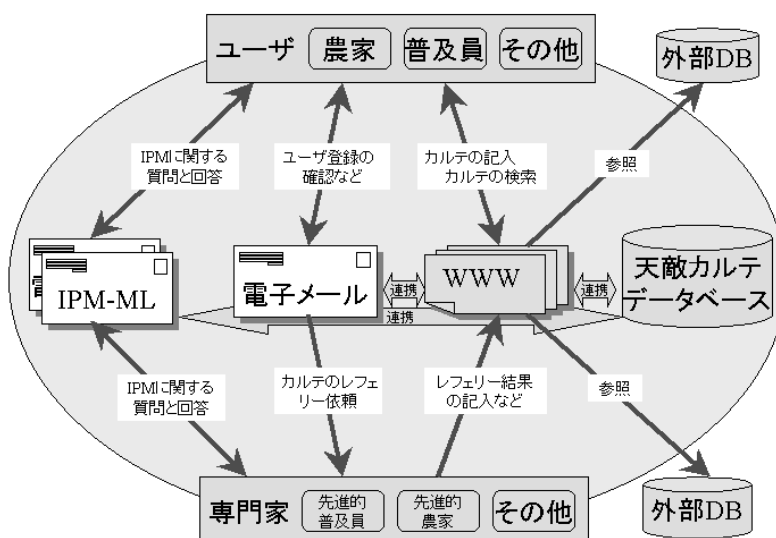 ユーザ 農家 普及員 その他
外部DB
IPMに関する
質問と回答
ユーザ登録の
確認など
カルテの記入
カルテの検索
参照
電
IPM-ML
電子メール
連携
WWW
連携
天敵カルテ
データベース
連携
IPMに関する
質問と回答
カルテのレフェ
リー依頼
レフェリー結果
の記入など
参照
専門家
先進的
普及員
先進的
農家
その他
外部DB